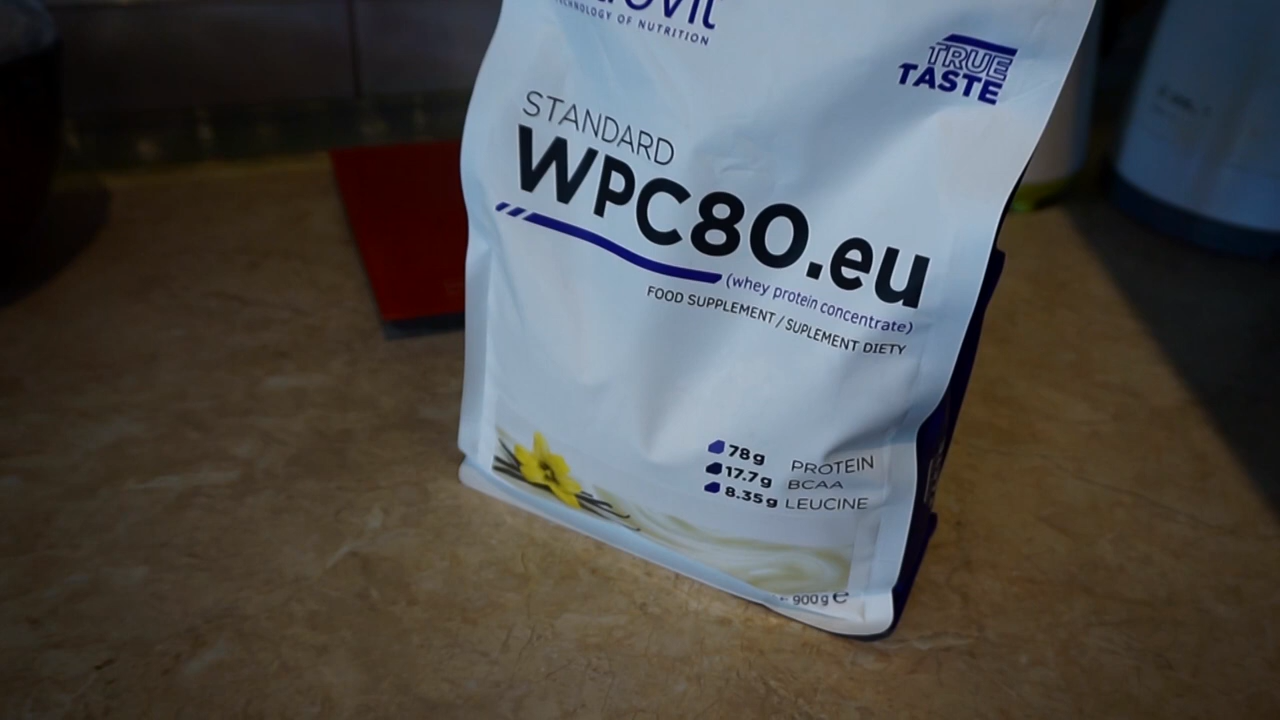 TECHNOLOGY OF NUTRITION
TRUE
TASTE
STANDARD
WPC80.eu
(whey protein concentrate)
FOOD SUPPLEMENT / SUPLEMENT DIETY
78g PROTEIN
17.7g BCAA
8.35g LEUCINE
900g e